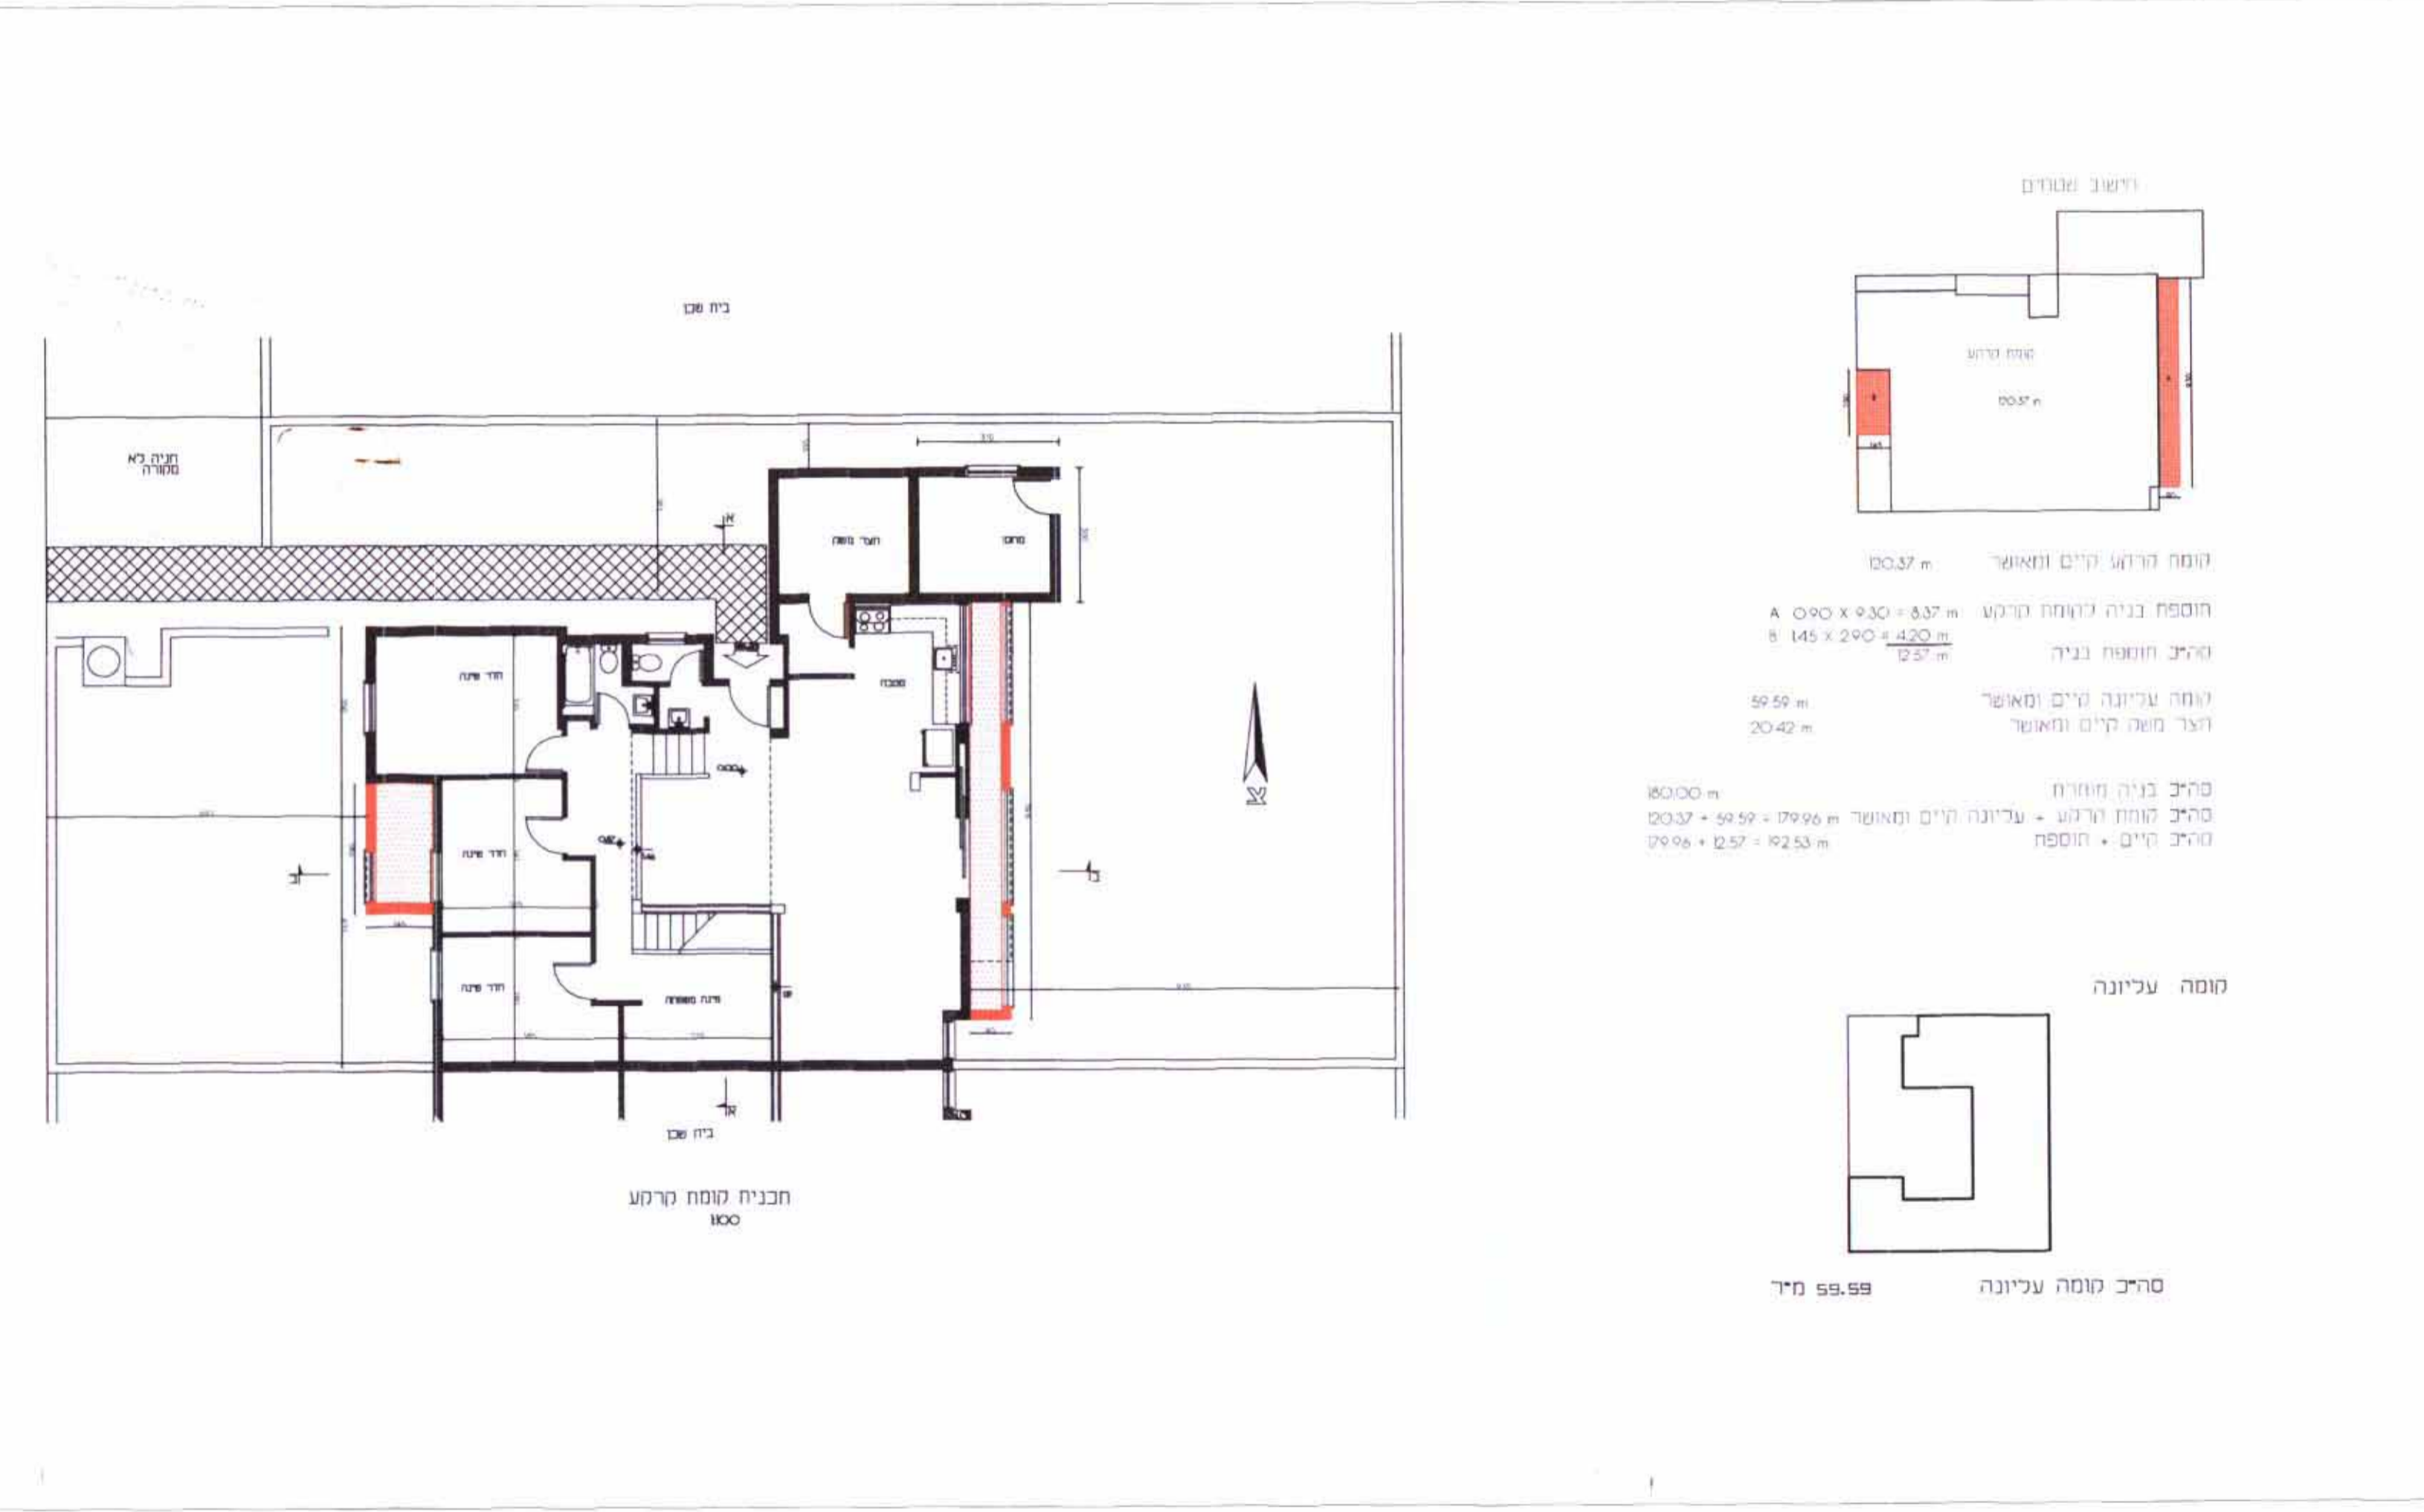 חישוב שטחים
קומת קרקע
120.37 m
145
קומת קרקע קיים ומאושר 120.37 m
תוספת בניה לקומת קרקע A 0.90 X 9.30 = 8.37 m
B 1.45 X 2.90 = 4.20 m
סה"כ תוספת בניה 12.57 m
קומה עליונה קיים ומאושר 59.59 m
חצר משק קיים ומאושר 20.42 m
סה"כ בניה מותרת 180.00 m
סה"כ קומת קרקע + עליונה קיים ומאושר 120.37 + 59.59 = 179.96 m
סה"כ קיים + תוספת 179.96 + 12.57 = 192.53 m
קומה עליונה
סה"כ קומה עליונה 59.59 מ"ר
בית שכן
חניה לא
מקורה
א
חצר משק
מחסן
חדר שינה
מטבח
חדר שינה
ב
ב
חדר שינה
פינת משפחה
145
א
בית שכן
תכנית קומת קרקע
1:100